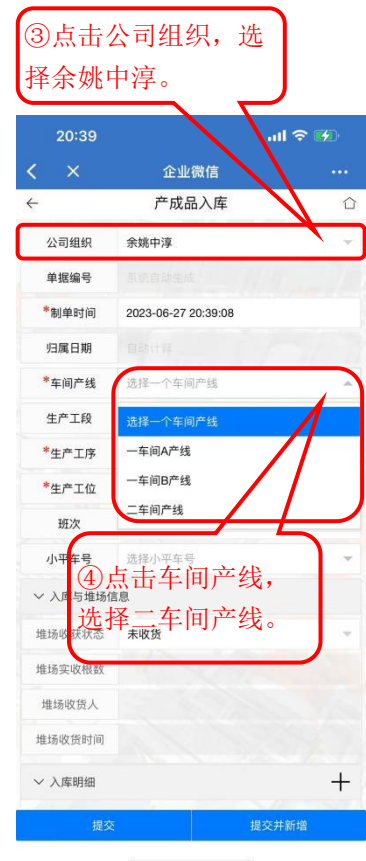 ③点击公司组织，选
择余姚中淳。
20:39
企业微信
产成品入库
公司组织 余姚中淳
单据编号 系统自动生成
*制单时间 2023-06-27 20:39:08
归属日期 自动计算
*车间产线 选择一个车间产线
生产工段 选择一个车间产线
*生产工序 一车间A产线
*生产工位 一车间B产线
班次 二车间产线
小平车号 选择小平车号
④点击车间产线，
选择二车间产线。
入库与堆场信息
堆场收获状态 未收货
堆场实收根数
堆场收货人
堆场收货时间
入库明细
提交 提交并新增